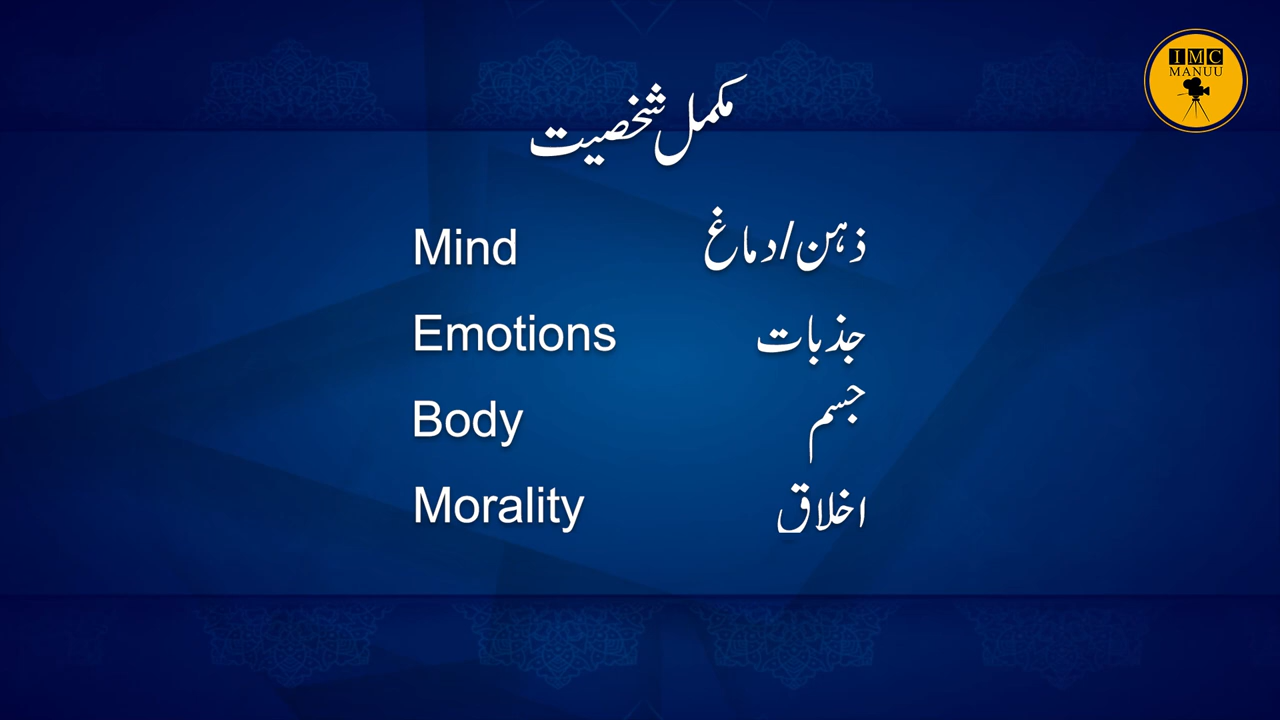 IMC
MANUU
مکمل شخصیت
Mind ذہن/دماغ
Emotions جذبات
Body جسم
Morality اخلاق